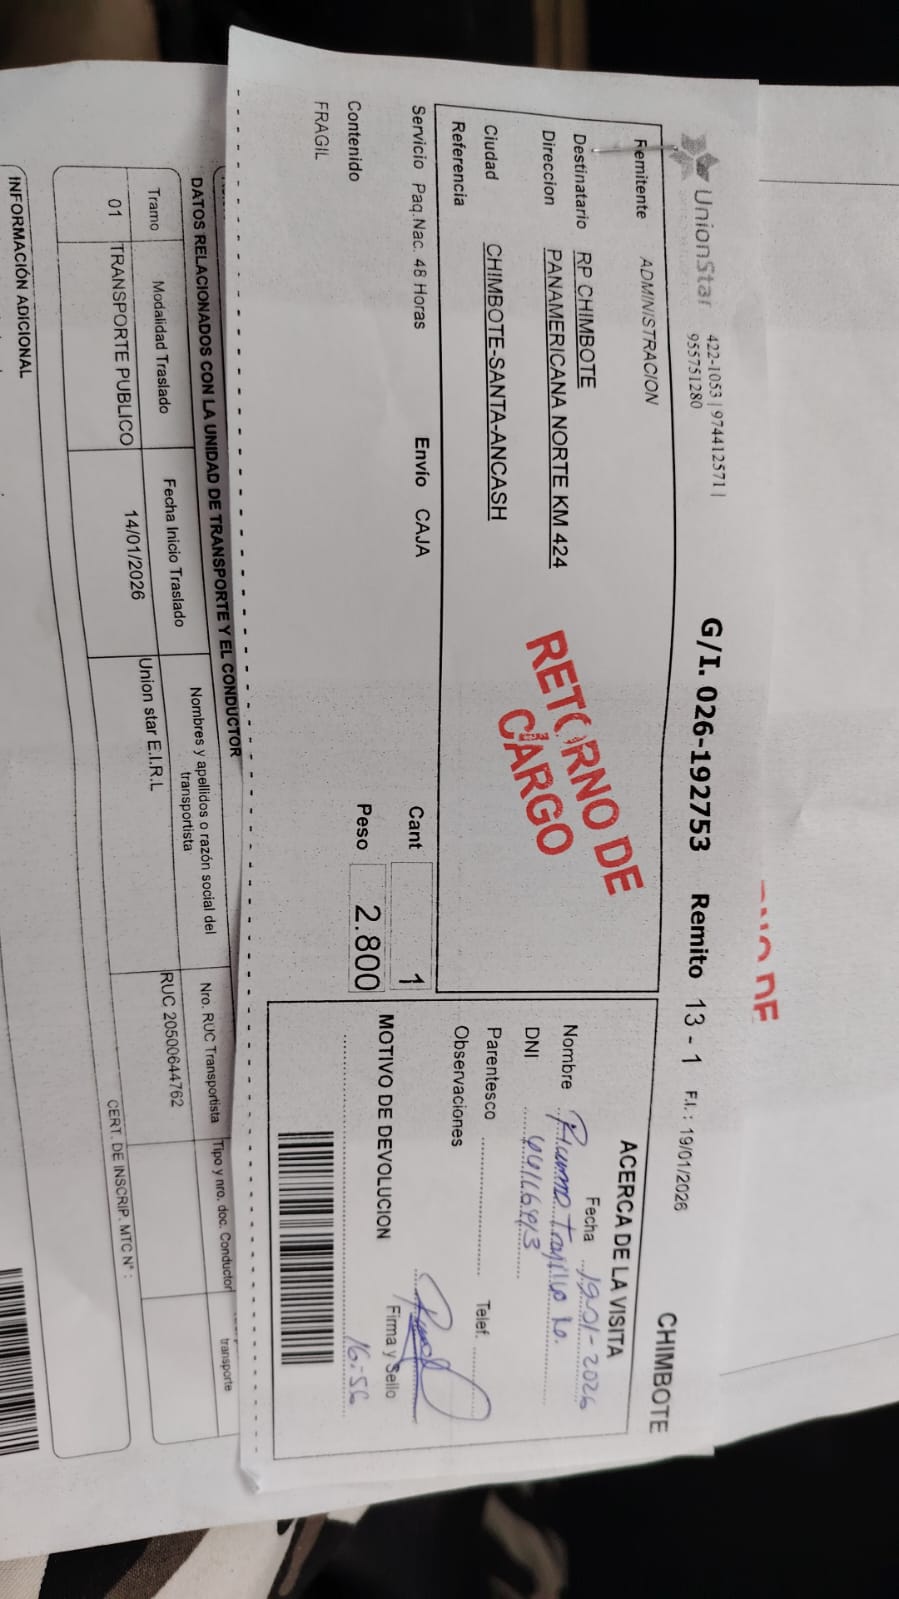 UnionStar
422-1053 | 974412571 |
955751280
G/I. 026-192753 Remito 13 - 1 F.I.: 19/01/2026
CHIMBOTE
Remitente ADMINISTRACION
Destinatario RP CHIMBOTE
Direccion PANAMERICANA NORTE KM 424
Ciudad CHIMBOTE-SANTA-ANCASH
Referencia
RETORNO DE
CARGO
Servicio Paq.Nac. 48 Horas Envío CAJA Cant 1
Contenido Peso 2.800
FRAGIL
ACERCA DE LA VISITA
Fecha 19-01-2026
Nombre
DNI
Parentesco Telef.
Observaciones
Firma y Sello
MOTIVO DE DEVOLUCION
16:56
DATOS RELACIONADOS CON LA UNIDAD DE TRANSPORTE Y EL CONDUCTOR
Tramo Modalidad Traslado Fecha Inicio Traslado Nombres y apellidos o razón social del transportista Nro. RUC Transportista Tipo y nro. doc. Conductor transporte
01 TRANSPORTE PUBLICO 14/01/2026 Union star E.I.R.L RUC 20500644762
CERT. DE INSCRIP. MTC N° :
INFORMACIÓN ADICIONAL